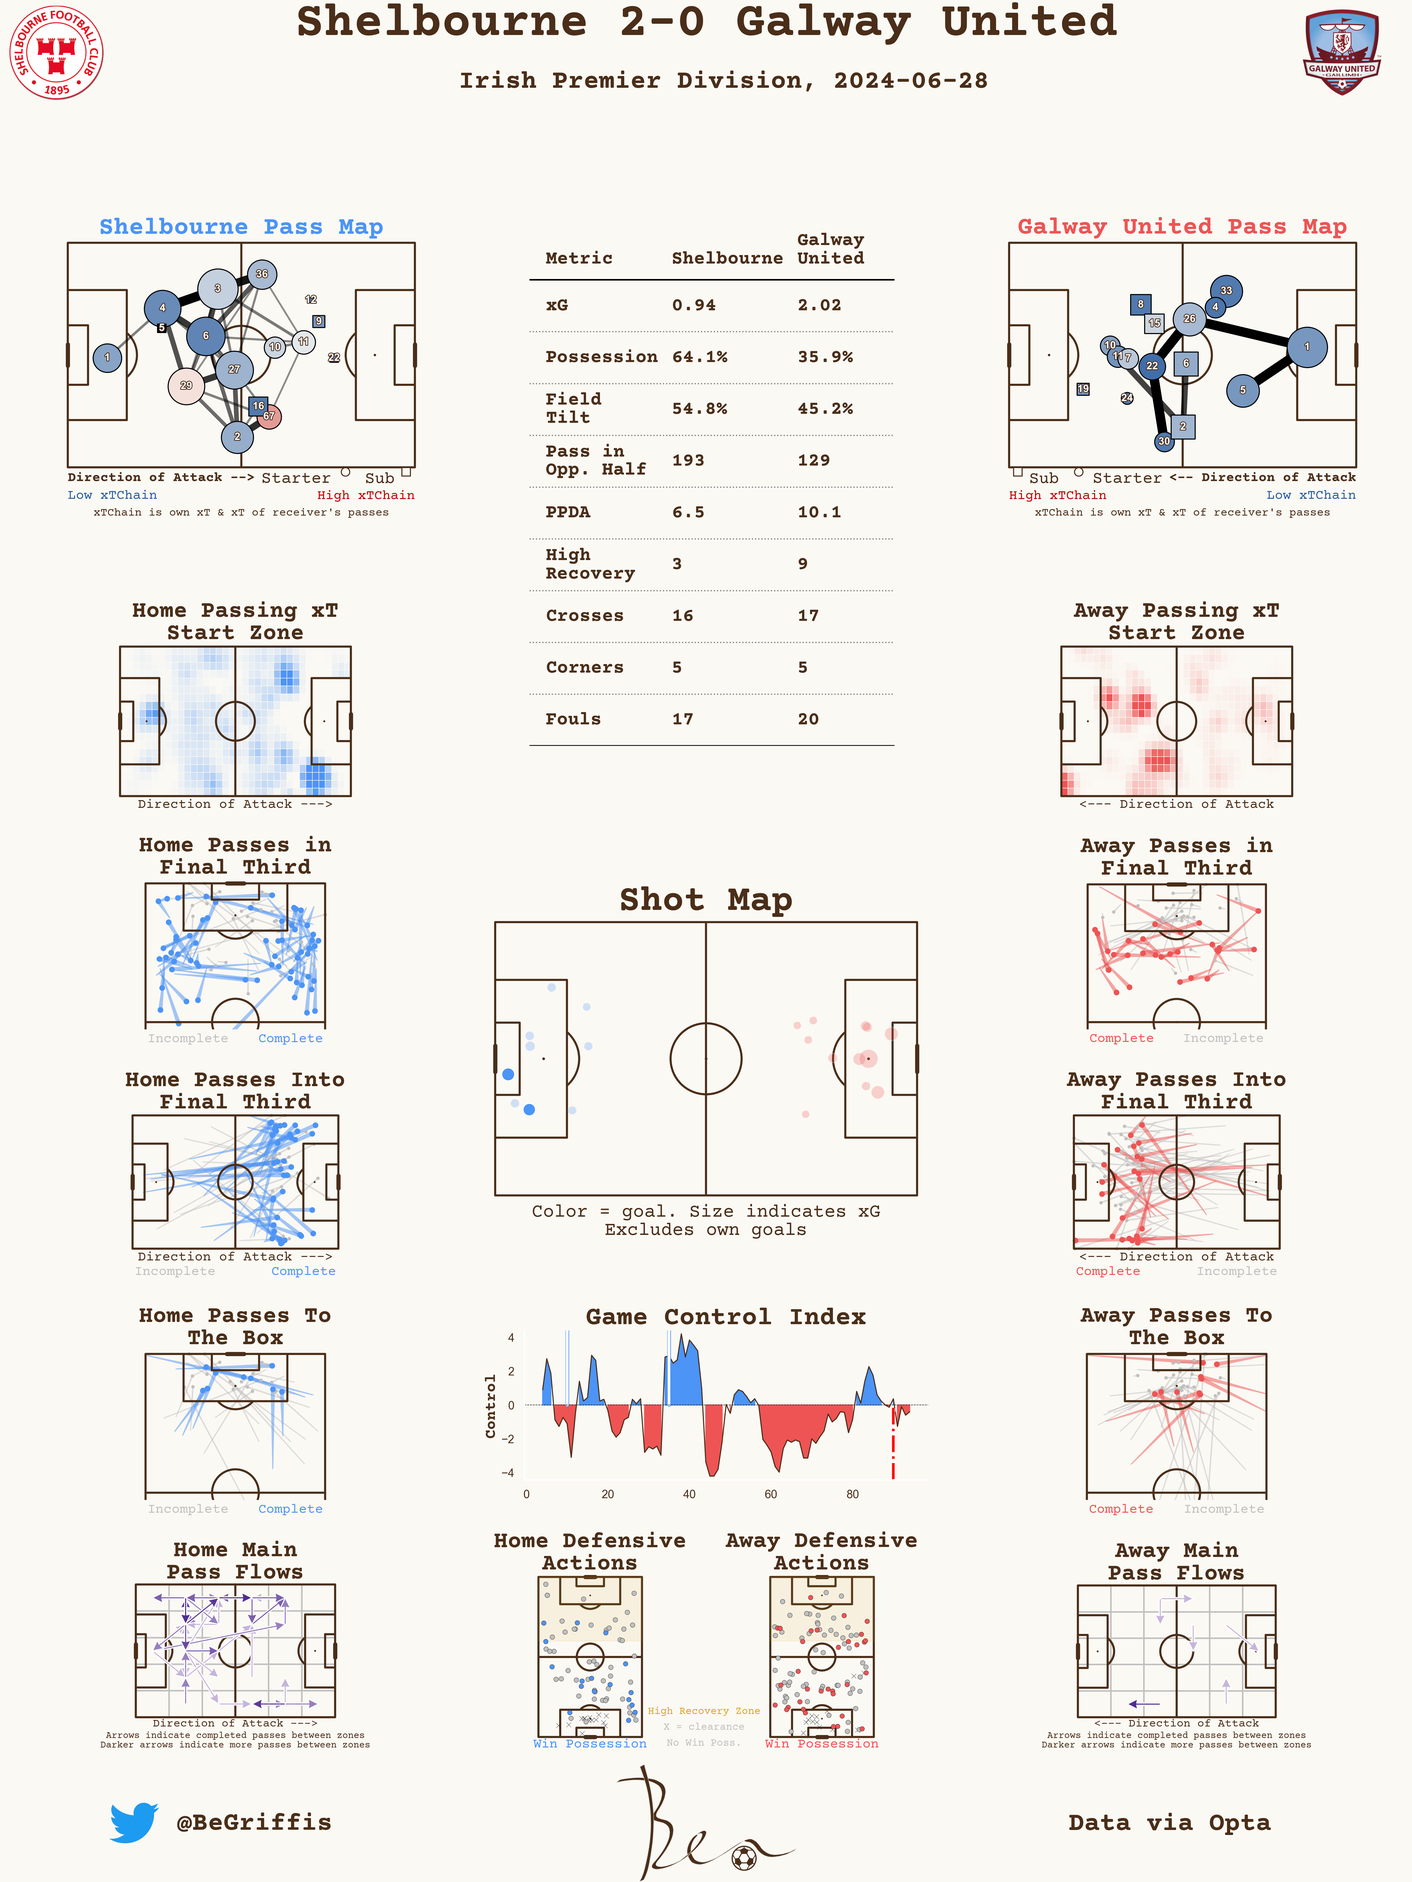 Shelbourne 2-0 Galway United
Irish Premier Division, 2024-06-28
SHELBOURNE FOOTBALL CLUB
1895
GALWAY UNITED
GAILLIMH
Shelbourne Pass Map
1
4
5
3
36
6
27
29
2
16
67
10
11
12
9
22
Direction of Attack --> Starter Sub
Low xTChain High xTChain
xTChain is own xT & xT of receiver's passes
Metric Shelbourne Galway United
xG 0.94 2.02
Possession 64.1% 35.9%
Field Tilt 54.8% 45.2%
Pass in Opp. Half 193 129
PPDA 6.5 10.1
High Recovery 3 9
Crosses 16 17
Corners 5 5
Fouls 17 20
Galway United Pass Map
8
15
33
4
26
10
11
7
22
6
1
5
19
24
2
30
Sub Starter <-- Direction of Attack
High xTChain Low xTChain
xTChain is own xT & xT of receiver's passes
Home Passing xT
Start Zone
Direction of Attack --->
Away Passing xT
Start Zone
<--- Direction of Attack
Home Passes in
Final Third
Incomplete Complete
Away Passes in
Final Third
Complete Incomplete
Shot Map
Color = goal. Size indicates xG
Excludes own goals
Home Passes Into
Final Third
Direction of Attack --->
Incomplete Complete
Away Passes Into
Final Third
<--- Direction of Attack
Complete Incomplete
Home Passes To
The Box
Incomplete Complete
Game Control Index
Control
4
2
0
−2
−4
0 20 40 60 80
Away Passes To
The Box
Complete Incomplete
Home Main
Pass Flows
Direction of Attack --->
Arrows indicate completed passes between zones
Darker arrows indicate more passes between zones
Home Defensive
Actions
Win Possession
Away Defensive
Actions
Win Possession
High Recovery Zone
X = clearance
No Win Poss.
Away Main
Pass Flows
<--- Direction of Attack
Arrows indicate completed passes between zones
Darker arrows indicate more passes between zones
@BeGriffis
Ben
Data via Opta